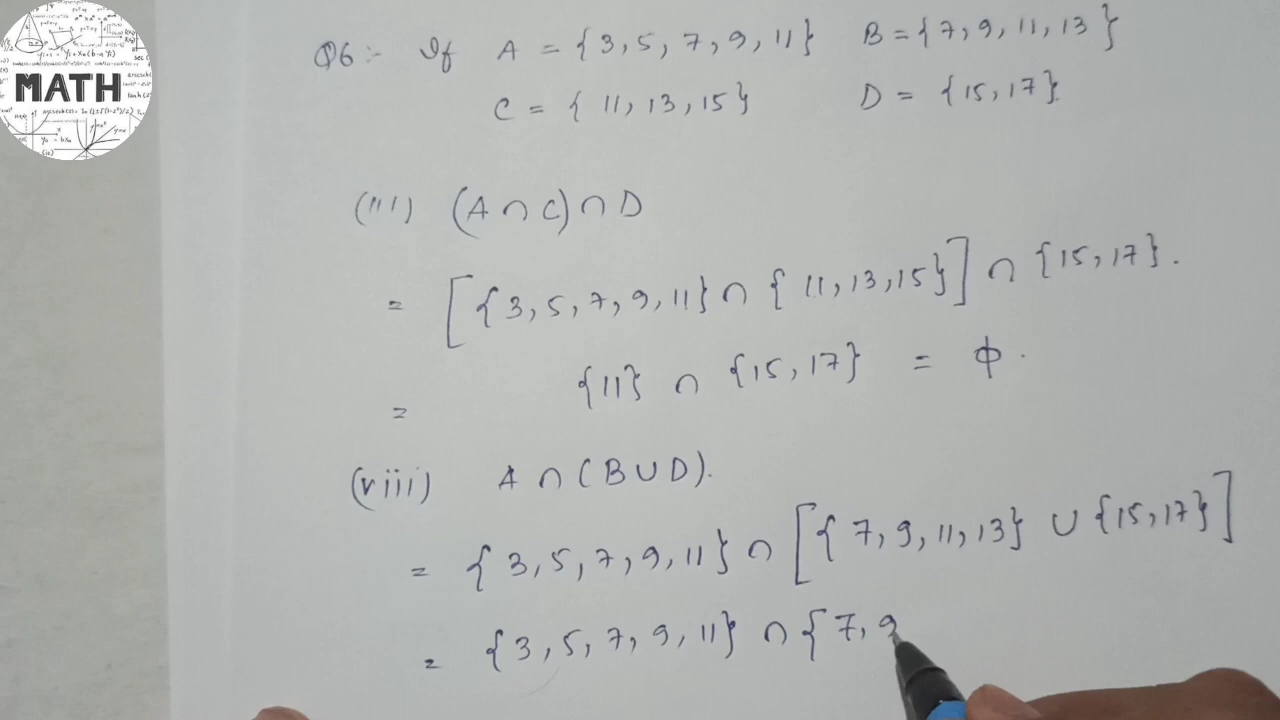 MATH
Q6:- If A = {3, 5, 7, 9, 11} B = {7, 9, 11, 13}
C = { 11, 13, 15} D = {15, 17}.
(iii) (A ∩ C) ∩ D
= [{3, 5, 7, 9, 11} ∩ { 11, 13, 15}] ∩ {15, 17}.
= {11} ∩ {15, 17} = ϕ.
(viii) A ∩ (B ∪ D).
= {3, 5, 7, 9, 11} ∩ [{7, 9, 11, 13} ∪ {15, 17}]
= {3, 5, 7, 9, 11} ∩ {7, 9